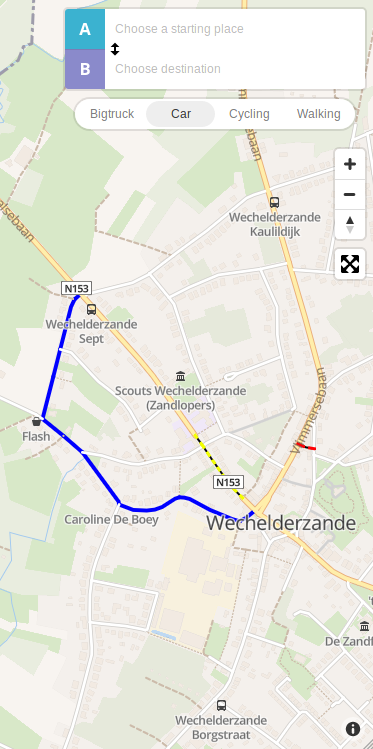 A
Choose a starting place
B
Choose destination
Bigtruck
Car
Cycling
Walking
Wechelderzande
Kaulildijk
N153
Wechelderzande
Sept
Scouts Wechelderzande
(Zandlopers)
Flash
N153
Caroline De Boey
Wechelderzande
De Zandf
Wechelderzande
Borgstraat